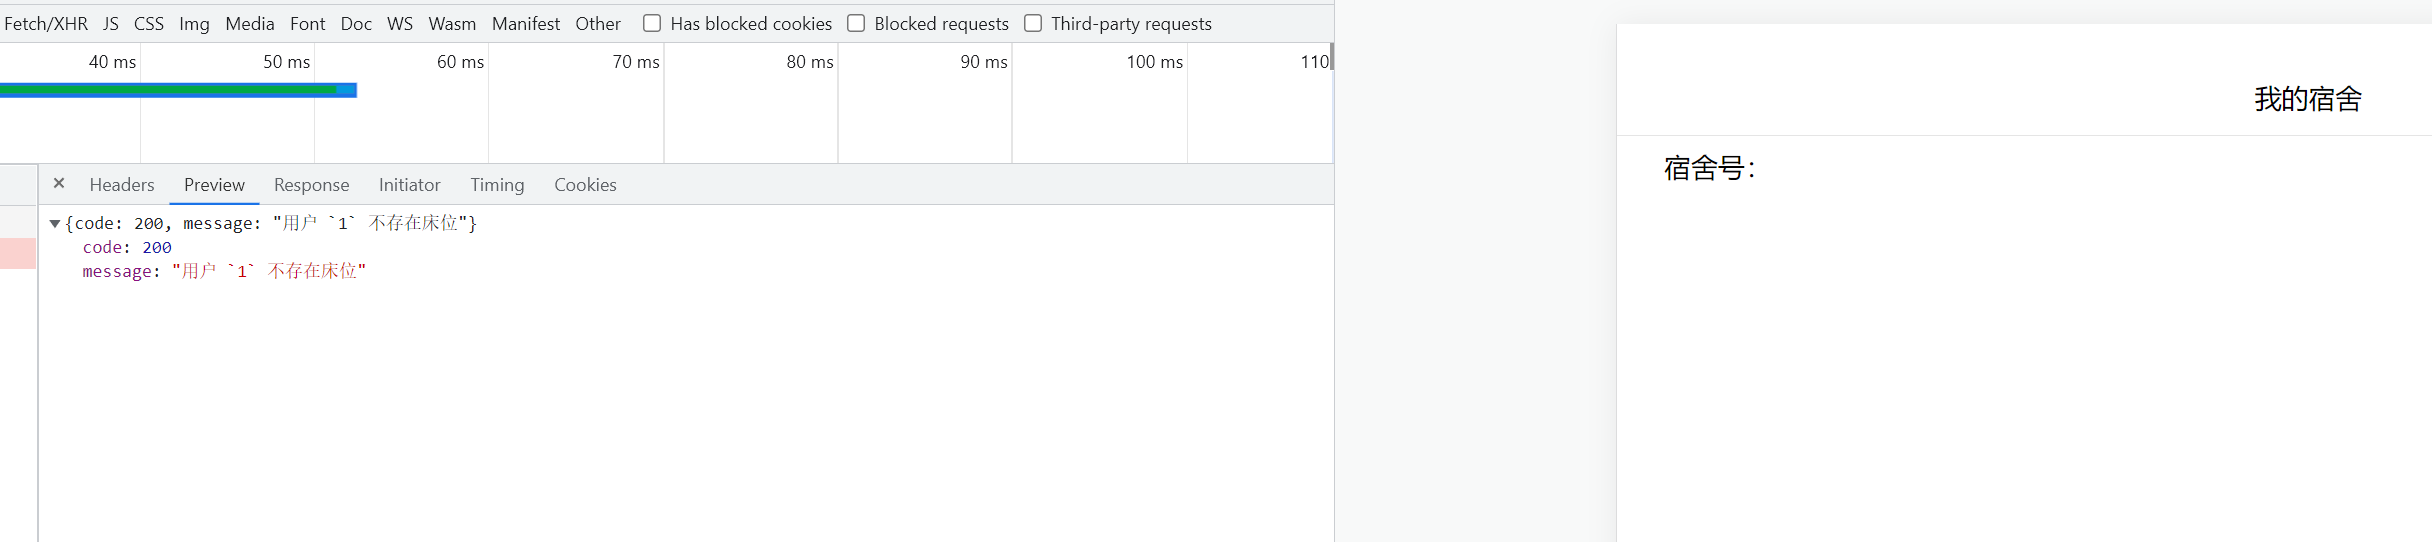 Fetch/XHR JS CSS Img Media Font Doc WS Wasm Manifest Other Has blocked cookies Blocked requests Third-party requests
40 ms 50 ms 60 ms 70 ms 80 ms 90 ms 100 ms 110
× Headers Preview Response Initiator Timing Cookies
▼{code: 200, message: "用户 `1` 不存在床位"}
code: 200
message: "用户 `1` 不存在床位"
我的宿舍
宿舍号：